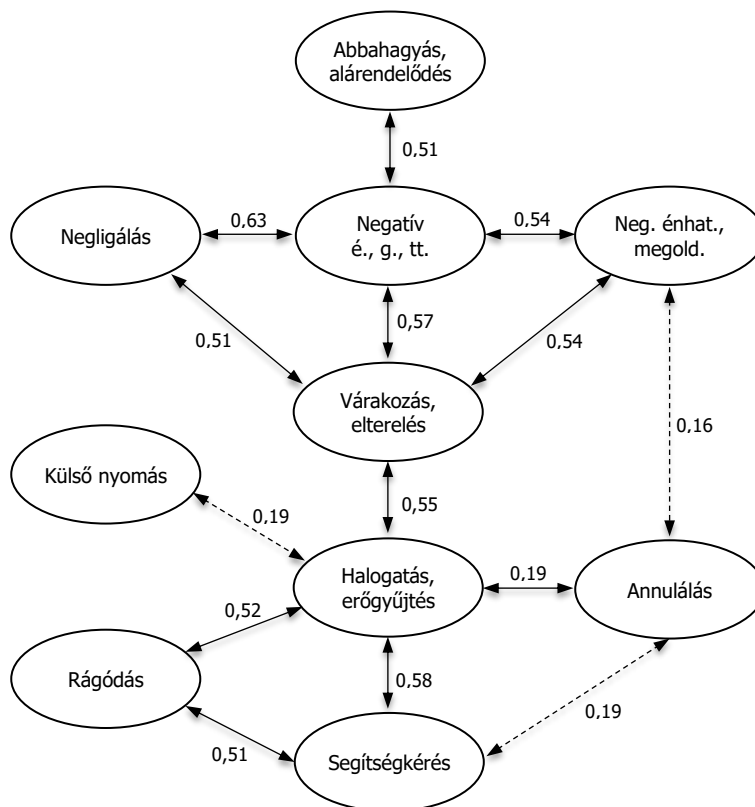 Abbahagyás,
alárendelődés
0,51
Negligálás
0,63
Negatív
é., g., tt.
0,54
Neg. énhat.,
megold.
0,51
0,57
0,54
Várakozás,
elterelés
0,16
Külső nyomás
0,55
0,19
Halogatás,
erőgyűjtés
0,19
Annulálás
0,52
Rágódás
0,58
0,19
0,51
Segítségkérés